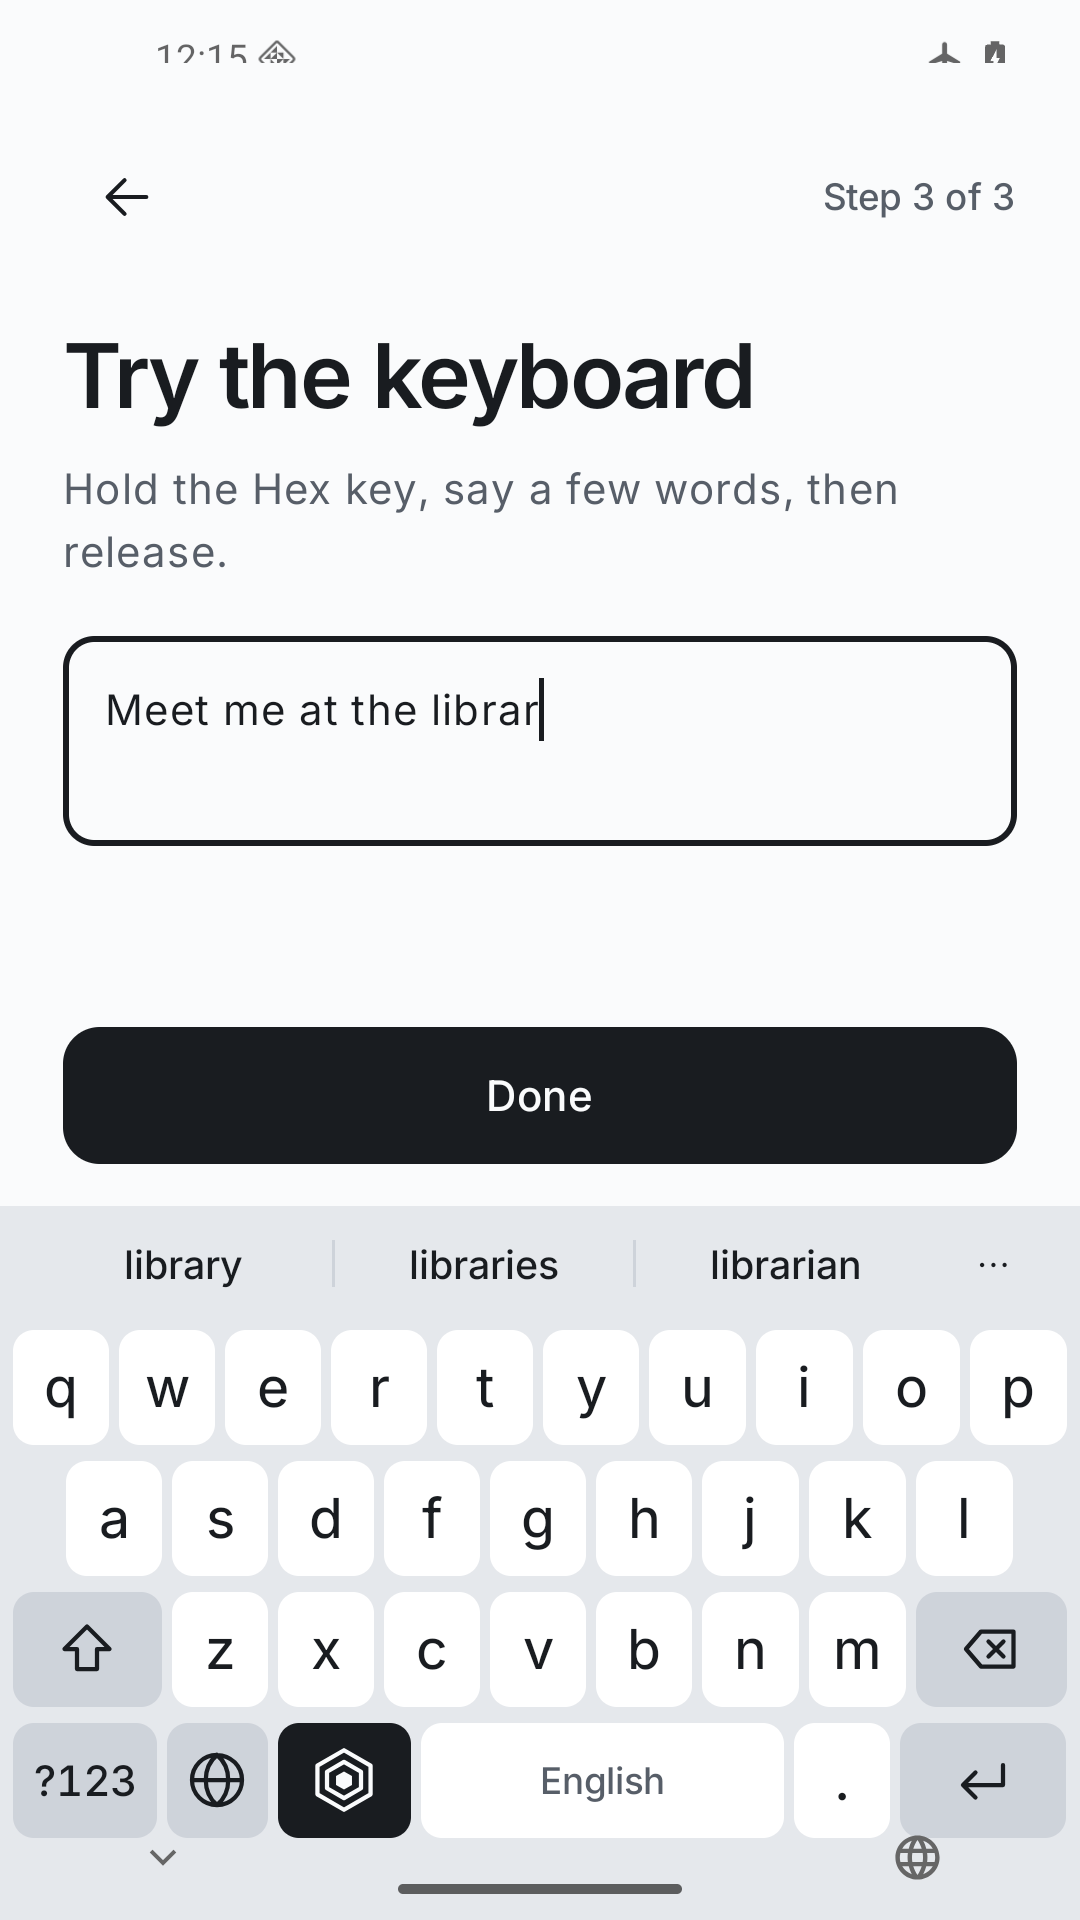 12:15
Step 3 of 3
Try the keyboard
Hold the Hex key, say a few words, then
release.
Meet me at the librar
Done
library libraries librarian ...
q w e r t y u i o p
a s d f g h j k l
z x c v b n m
?123 English .